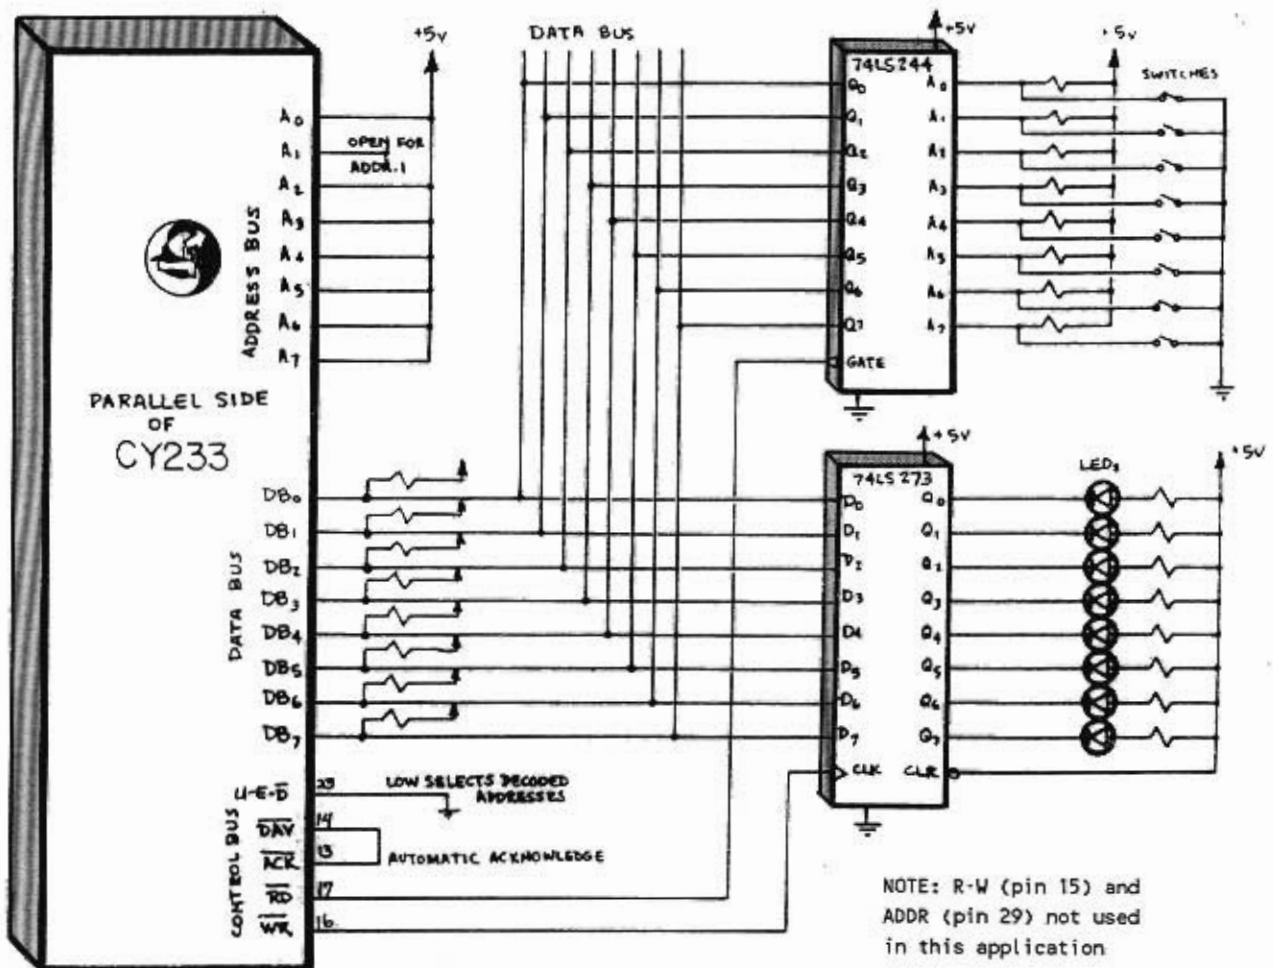 PARALLEL SIDE
OF
CY233
ADDRESS BUS
A0
A1
A2
A3
A4
A5
A6
A7
+5V
OPEN FOR
ADDR.1
DATA BUS
DB0
DB1
DB2
DB3
DB4
DB5
DB6
DB7
CONTROL BUS
U-E-D
23
LOW SELECTS DECODED
ADDRESSES
DAV
14
ACK
13
AUTOMATIC ACKNOWLEDGE
RD
17
WR
16
DATA BUS
+5V
74LS244
Q0 A0
Q1 A1
Q2 A2
Q3 A3
Q4 A4
Q5 A5
Q6 A6
Q7 A7
GATE
+5V
SWITCHES
+5V
74LS273
D0 Q0
D1 Q1
D2 Q2
D3 Q3
D4 Q4
D5 Q5
D6 Q6
D7 Q7
CLK CLR
LEDs
+5V
NOTE: R-W (pin 15) and
ADDR (pin 29) not used
in this application